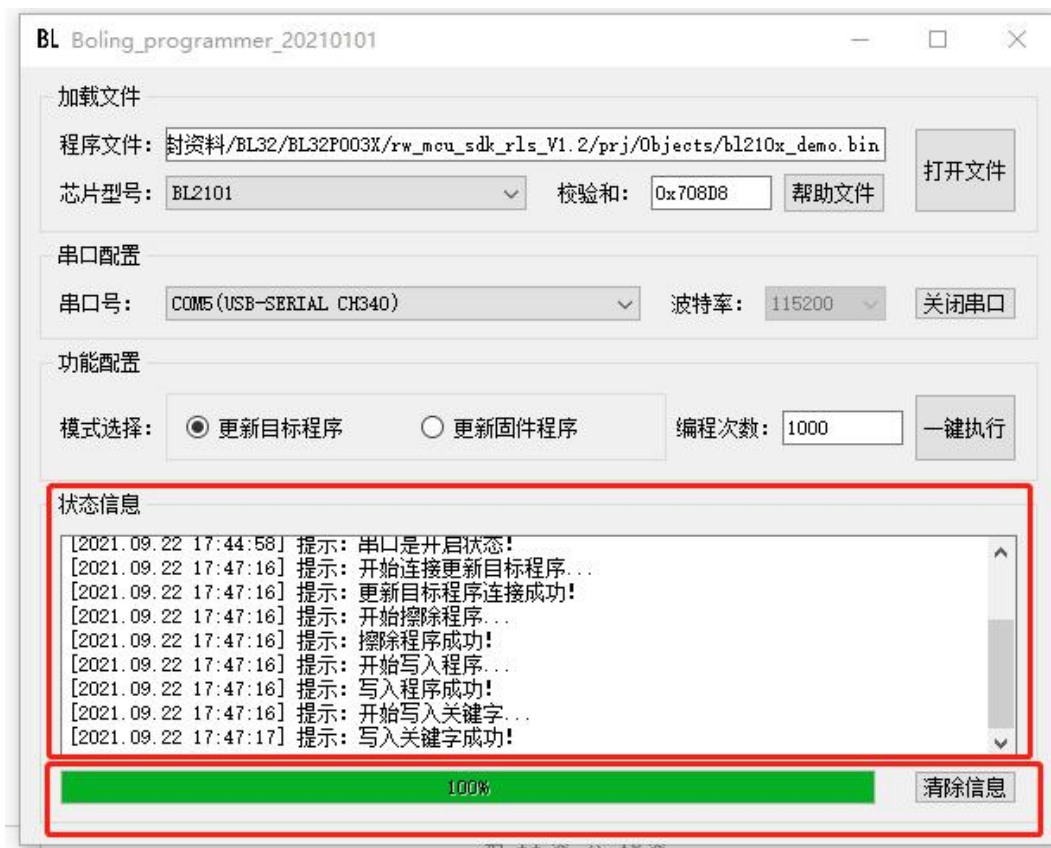 BL Boling_programmer_20210101
加载文件
程序文件: 封资料/BL32/BL32P003X/rw_mcu_sdk_rls_V1.2/prj/Objects/bl210x_demo.bin
打开文件
芯片型号: BL2101 校验和: 0x708D8 帮助文件
串口配置
串口号: COM5(USB-SERIAL CH340) 波特率: 115200 关闭串口
功能配置
模式选择: 更新目标程序 更新固件程序 编程次数: 1000 一键执行
状态信息
[2021.09.22 17:44:58] 提示: 串口是开启状态!
[2021.09.22 17:47:16] 提示: 开始连接更新目标程序...
[2021.09.22 17:47:16] 提示: 更新目标程序连接成功!
[2021.09.22 17:47:16] 提示: 开始擦除程序...
[2021.09.22 17:47:16] 提示: 擦除程序成功!
[2021.09.22 17:47:16] 提示: 开始写入程序...
[2021.09.22 17:47:16] 提示: 写入程序成功!
[2021.09.22 17:47:16] 提示: 开始写入关键字...
[2021.09.22 17:47:17] 提示: 写入关键字成功!
100% 清除信息